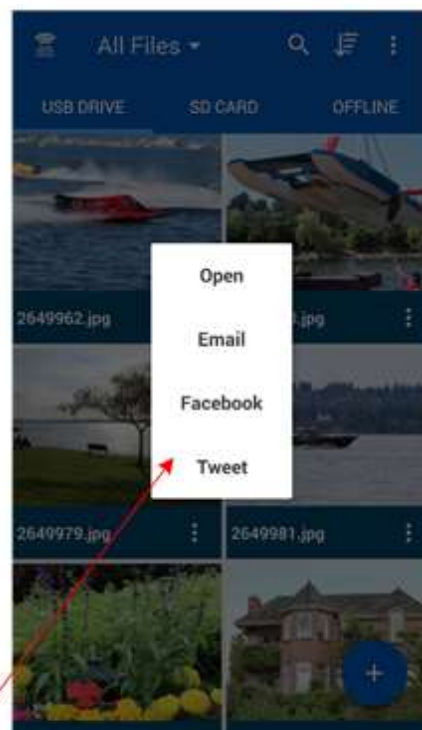 All Files
USB DRIVE SD CARD OFFLINE
Open
2649962.jpg .jpg
Email
Facebook
Tweet
2649979.jpg 2649981.jpg